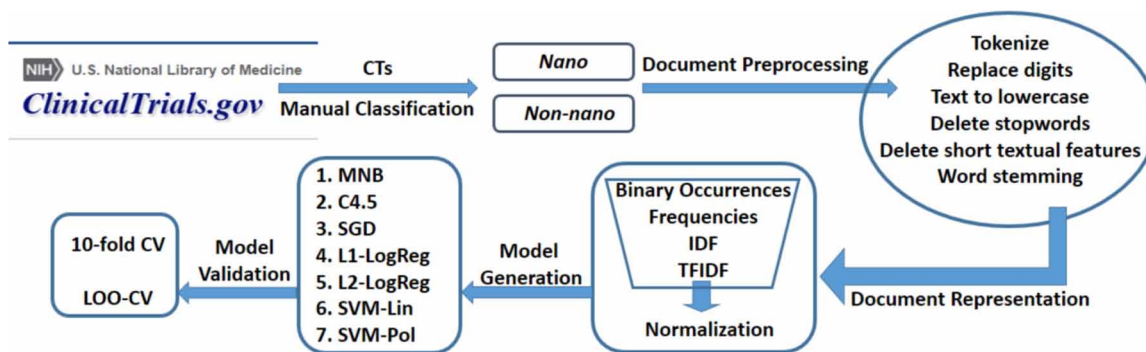 NIH U.S. National Library of Medicine
ClinicalTrials.gov
CTs
Manual Classification
Nano
Non-nano
Document Preprocessing
Tokenize
Replace digits
Text to lowercase
Delete stopwords
Delete short textual features
Word stemming
Document Representation
Binary Occurrences
Frequencies
IDF
TFIDF
Normalization
Model
Generation
1. MNB
2. C4.5
3. SGD
4. L1-LogReg
5. L2-LogReg
6. SVM-Lin
7. SVM-Pol
Model
Validation
10-fold CV
LOO-CV